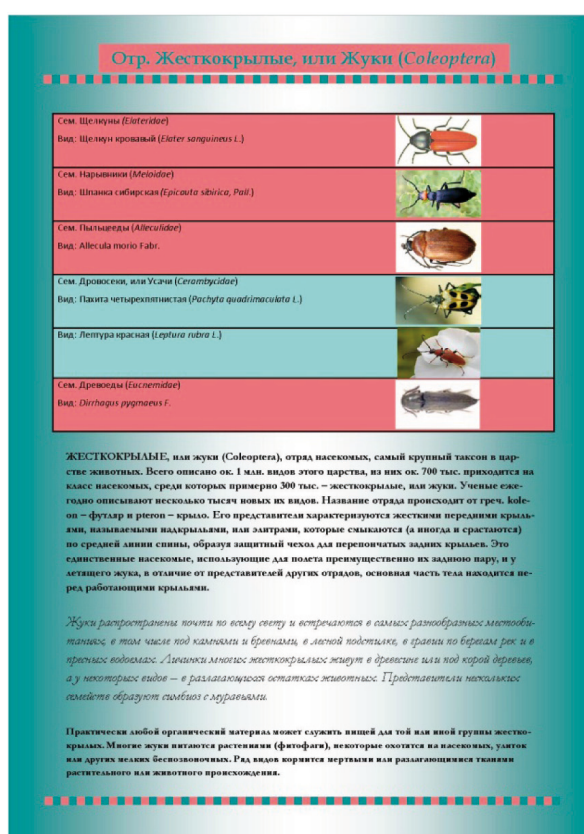 Отр. Жесткокрылые, или Жуки (Coleoptera)
Сем. Щелкуны (Elateridae)
Вид: Щелкун кровавый (Elater sanguineus L.)
Сем. Нарывники (Meloidae)
Вид: Шпанка сибирская (Epicauta sibirica, Pall.)
Сем. Пыльцееды (Alleculidae)
Вид: Allecula morio Fabr.
Сем. Дровосеки, или Усачи (Cerambycidae)
Вид: Пахита четырехпятнистая (Pachyta quadrimaculata L.)
Вид: Лептура красная (Leptura rubra L.)
Сем. Древоеды (Eucnemidae)
Вид: Dirrhagus pygmaeus F.
ЖЕСТКОКРЫЛЫЕ, или жуки (Coleoptera), отряд насекомых, самый крупный таксон в цар-
стве животных. Всего описано ок. 1 млн. видов этого царства, из них ок. 700 тыс. приходится на
класс насекомых, среди которых примерно 300 тыс. – жесткокрылые, или жуки. Ученые еже-
годно описывают несколько тысяч новых их видов. Название отряда происходит от греч. kole-
on – футляр и pteron – крыло. Его представители характеризуются жесткими передними крыль-
ями, называемыми надкрыльями, или элитрами, которые смыкаются (а иногда и срастаются)
по средней линии спины, образуя защитный чехол для перепончатых задних крыльев. Это
единственные насекомые, использующие для полета преимущественно их заднюю пару, и у
летящего жука, в отличие от представителей других отрядов, основная часть тела находится пе-
ред работающими крыльями.
Жуки распространены почти по всему свету и встречаются в самых разнообразных местооби-
таниях, в том числе под камнями и бревнами, в лесной подстилке, в гравии по берегам рек и в
пресных водоемах. Личинки многих жесткокрылых живут в древесине или под корой деревьев,
а у некоторых видов – в разлагающихся остатках животных. Представители нескольких
семейств образуют симбиоз с муравьями.
Практически любой органический материал может служить пищей для той или иной группы жестко-
крылых. Многие жуки питаются растениями (фитофаги), некоторые охотятся на насекомых, улиток
или других мелких беспозвоночных. Ряд видов кормится мертвыми или разлагающимися тканями
растительного или животного происхождения.